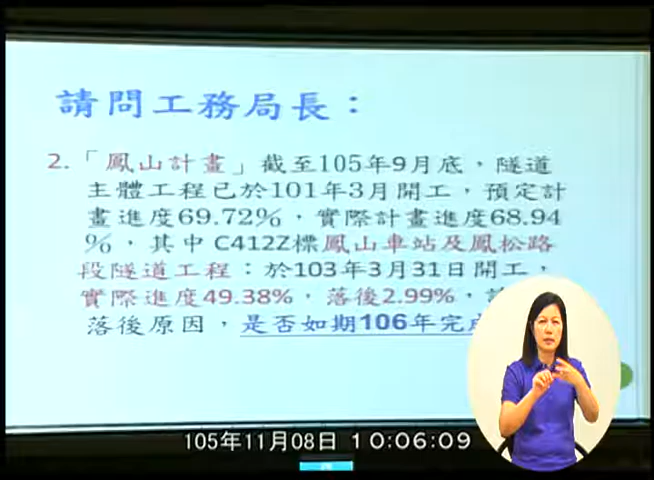 請問工務局長：
2.「鳳山計畫」截至105年9月底，隧道
主體工程已於101年3月開工，預定計
畫進度69.72%，實際計畫進度68.94
%，其中C412Z標鳳山車站及鳳松路
段隧道工程：於103年3月31日開工，
實際進度49.38%，落後2.99%，
落後原因，是否如期106年完
105年11月08日 10:06:09